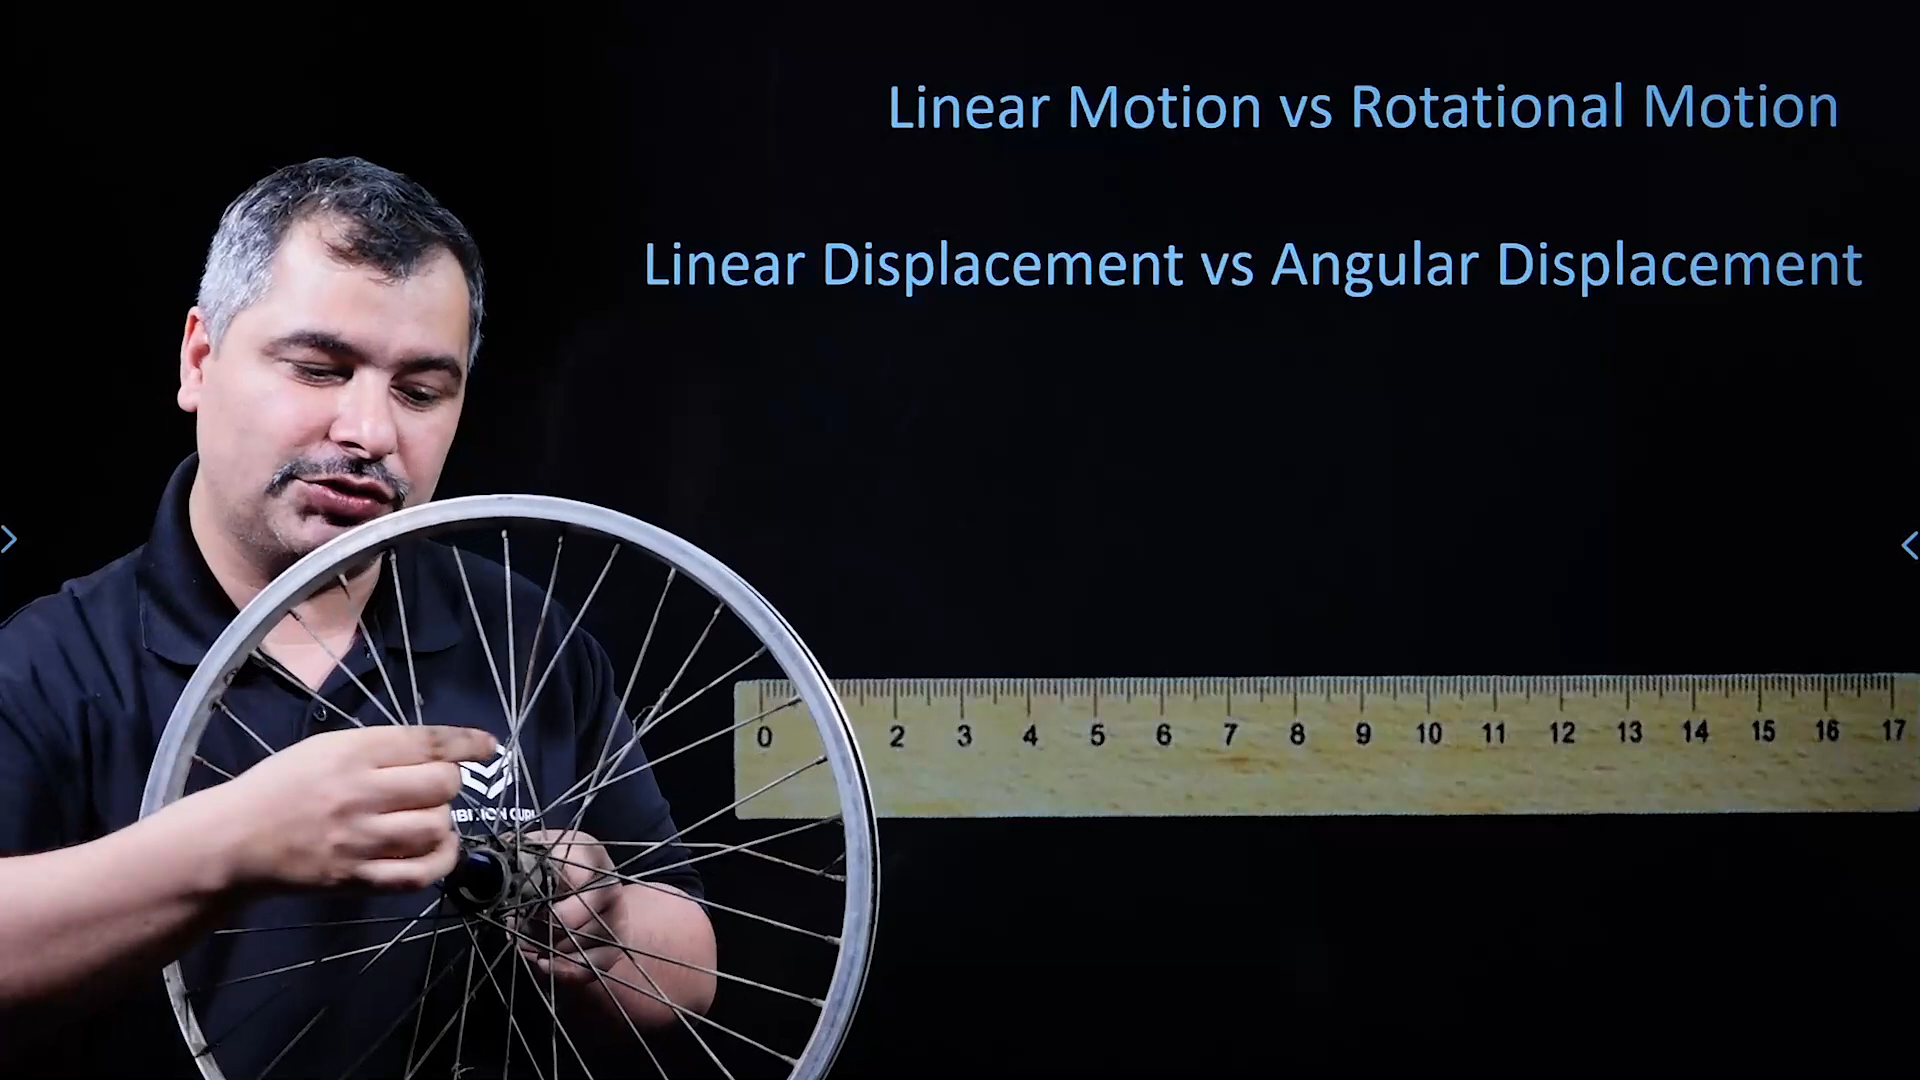 Linear Motion vs Rotational Motion
Linear Displacement vs Angular Displacement
0 2 3 4 5 6 7 8 9 10 11 12 13 14 15 16 17